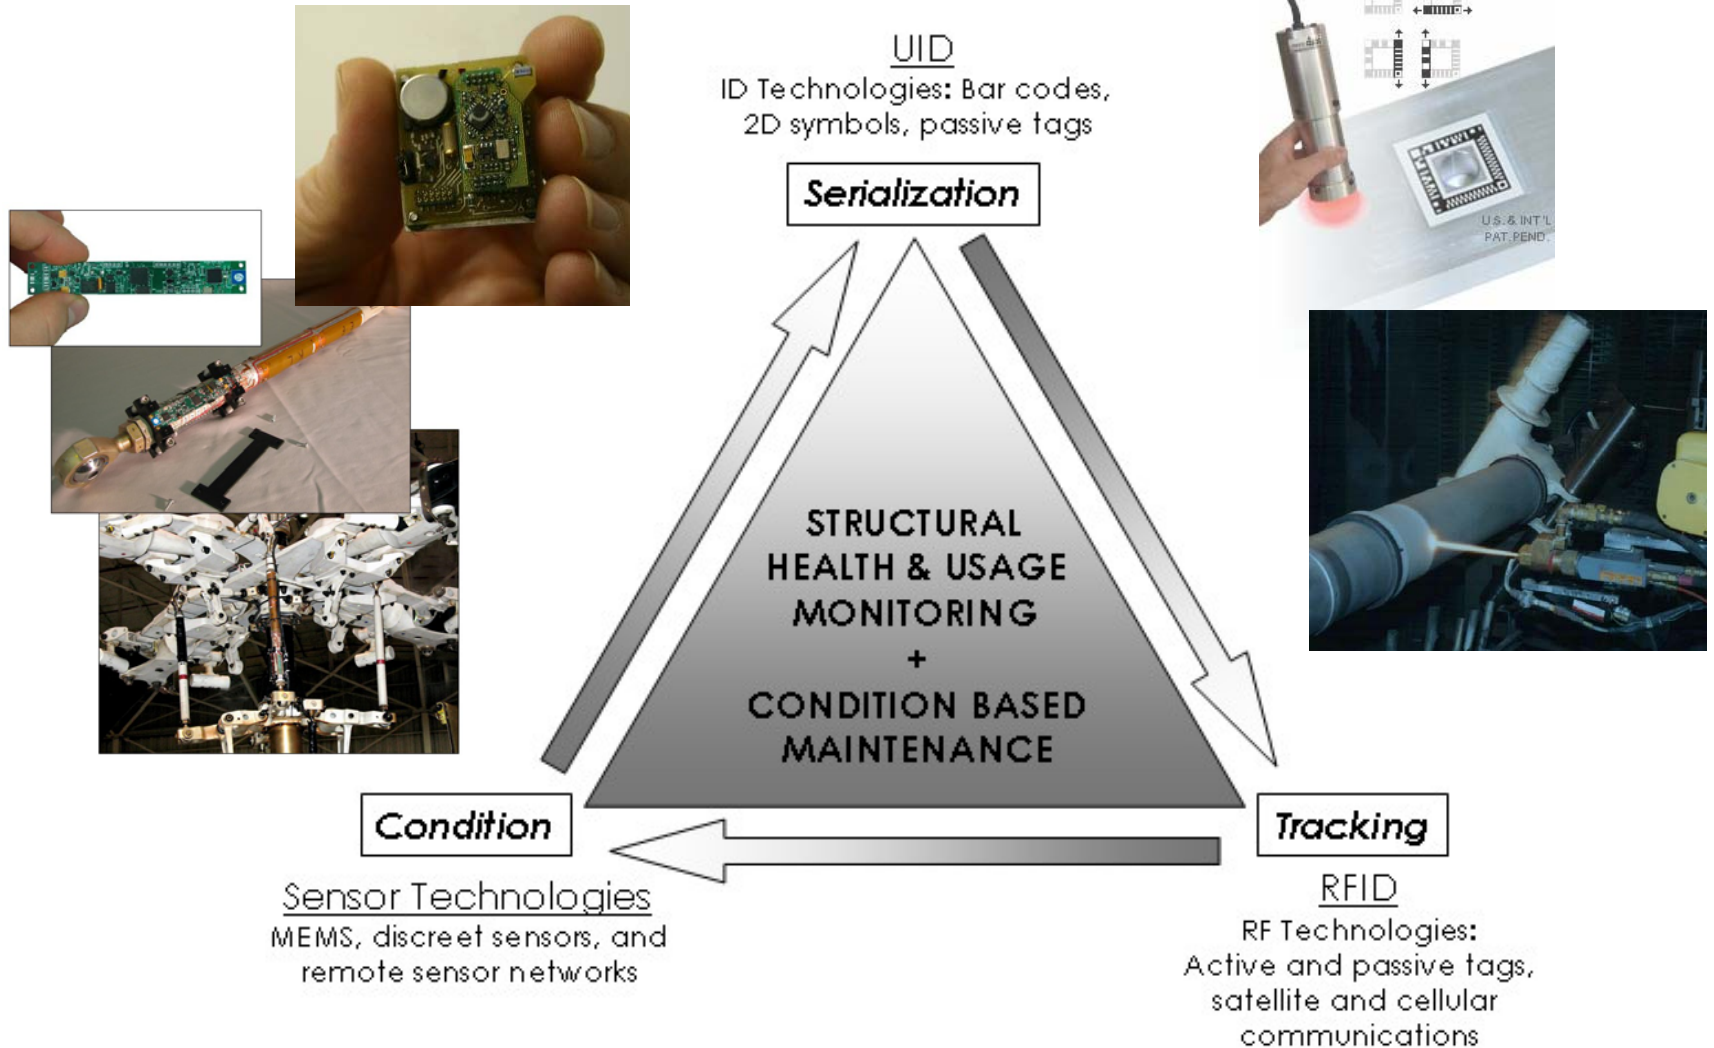 UID
ID Technologies: Bar codes,
2D symbols, passive tags
Serialization
U.S. & INT'L
PAT. PEND.
STRUCTURAL
HEALTH & USAGE
MONITORING
+
CONDITION BASED
MAINTENANCE
Condition
Sensor Technologies
MEMS, discreet sensors, and
remote sensor networks
Tracking
RFID
RF Technologies:
Active and passive tags,
satellite and cellular
communications